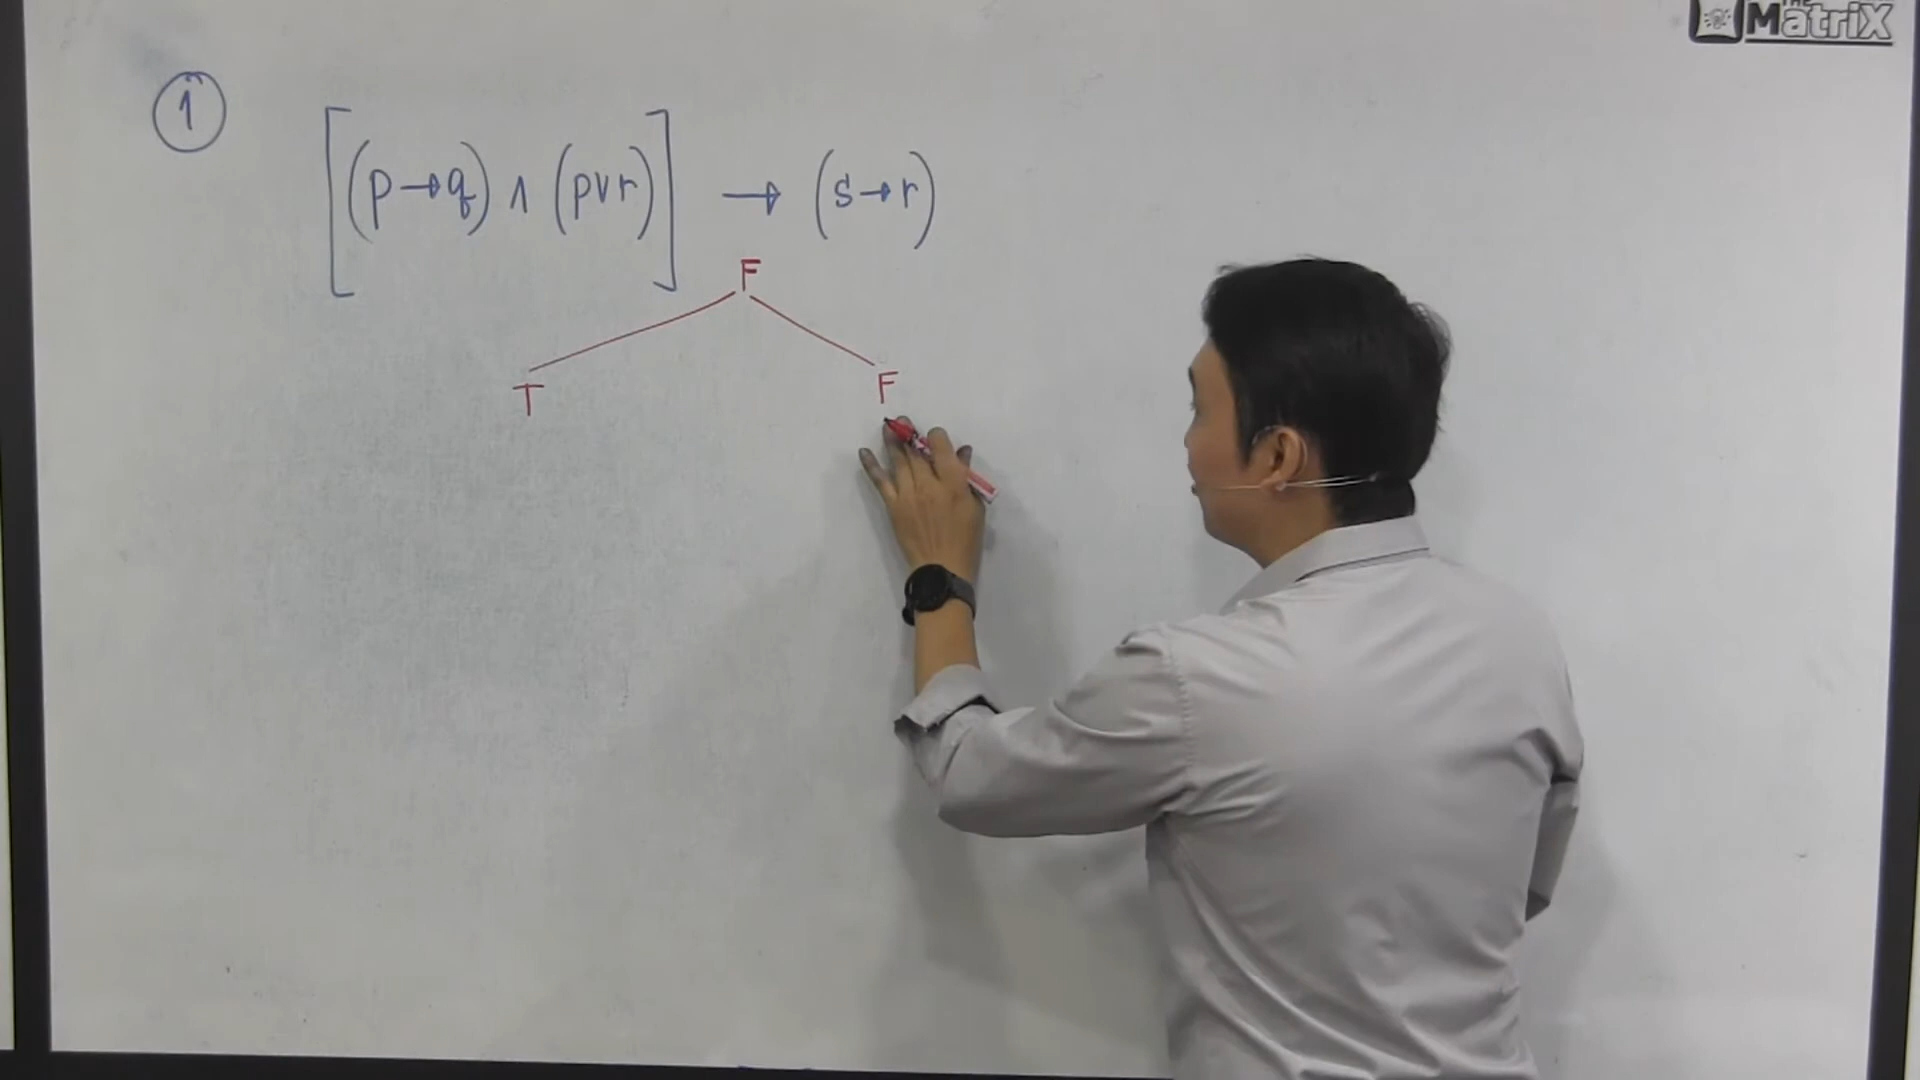 THE
MatriX
1
[(p→q) ∧ (p∨r)] → (s→r)
F
T F